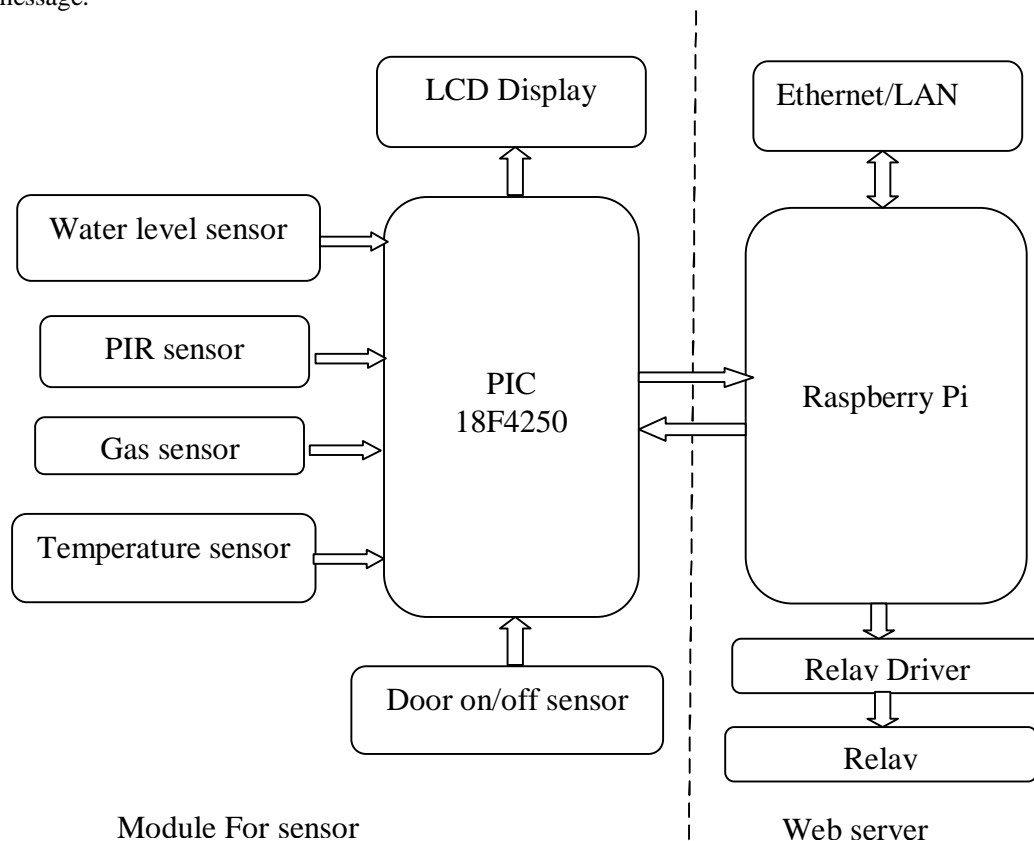 message.
LCD Display
Ethernet/LAN
Water level sensor
PIR sensor
PIC
18F4250
Raspberry Pi
Gas sensor
Temperature sensor
Door on/off sensor
Relay Driver
Relay
Module For sensor
Web server